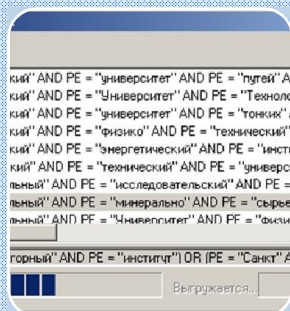 кий" AND PE = "университет" AND PE = "путей" A
кий" AND PE = "Университет" AND PE = "Техноло
кий" AND PE = "университет" AND PE = "тонких"
кий" AND PE = "физико" AND PE = "технический"
кий" AND PE = "энергетический" AND PE = "инсти
кий" AND PE = "технический" AND PE = "универс
льный" AND PE = "исследовательский" AND PE =
льный" AND PE = "минерально" AND PE = "сырье
льный" AND PE = "Университет" AND PE = "физи
горный" AND PE = "институт") OR (PE = "Санкт" A
Выгружается...